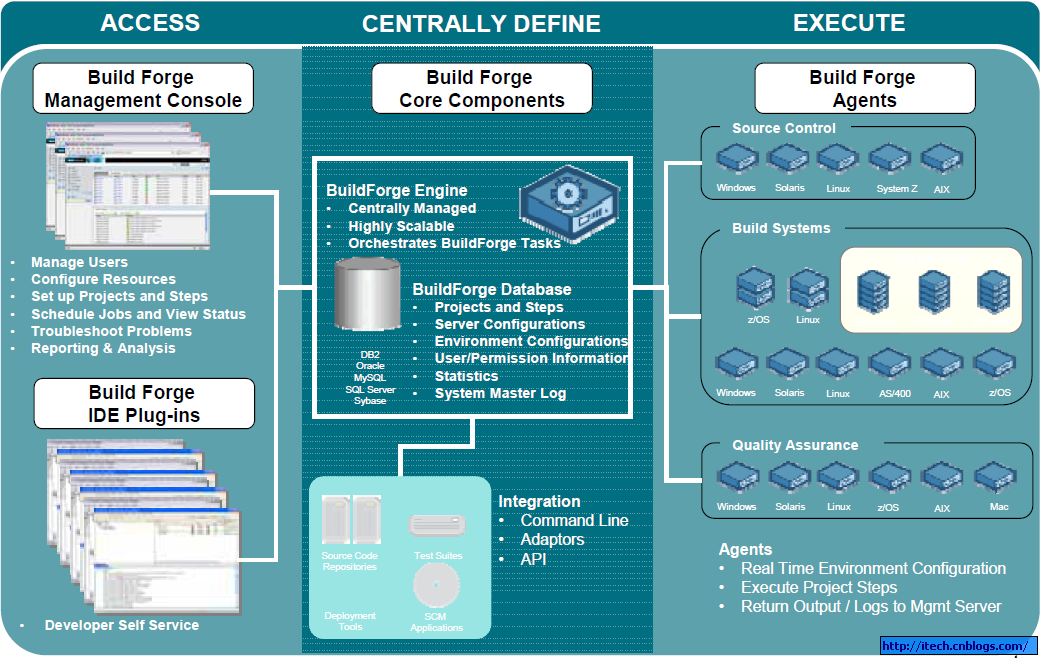 ACCESS
CENTRALLY DEFINE
EXECUTE
Build Forge
Management Console
• Manage Users
• Configure Resources
• Set up Projects and Steps
• Schedule Jobs and View Status
• Troubleshoot Problems
• Reporting & Analysis
Build Forge
IDE Plug-ins
• Developer Self Service
Build Forge
Core Components
BuildForge Engine
• Centrally Managed
• Highly Scalable
• Orchestrates BuildForge Tasks
BuildForge Database
• Projects and Steps
• Server Configurations
• Environment Configurations
• User/Permission Information
• Statistics
• System Master Log
DB2
Oracle
MySQL
SQL Server
Sybase
Source Code
Repositories
Test Suites
Deployment
Tools
SCM
Applications
Integration
• Command Line
• Adaptors
• API
Build Forge
Agents
Source Control
Windows Solaris Linux System Z AIX
Build Systems
z/OS Linux
Windows Solaris Linux AS/400 AIX z/OS
Quality Assurance
Windows Solaris Linux z/OS AIX Mac
Agents
• Real Time Environment Configuration
• Execute Project Steps
• Return Output / Logs to Mgmt Server
http://itech.cnblogs.com/